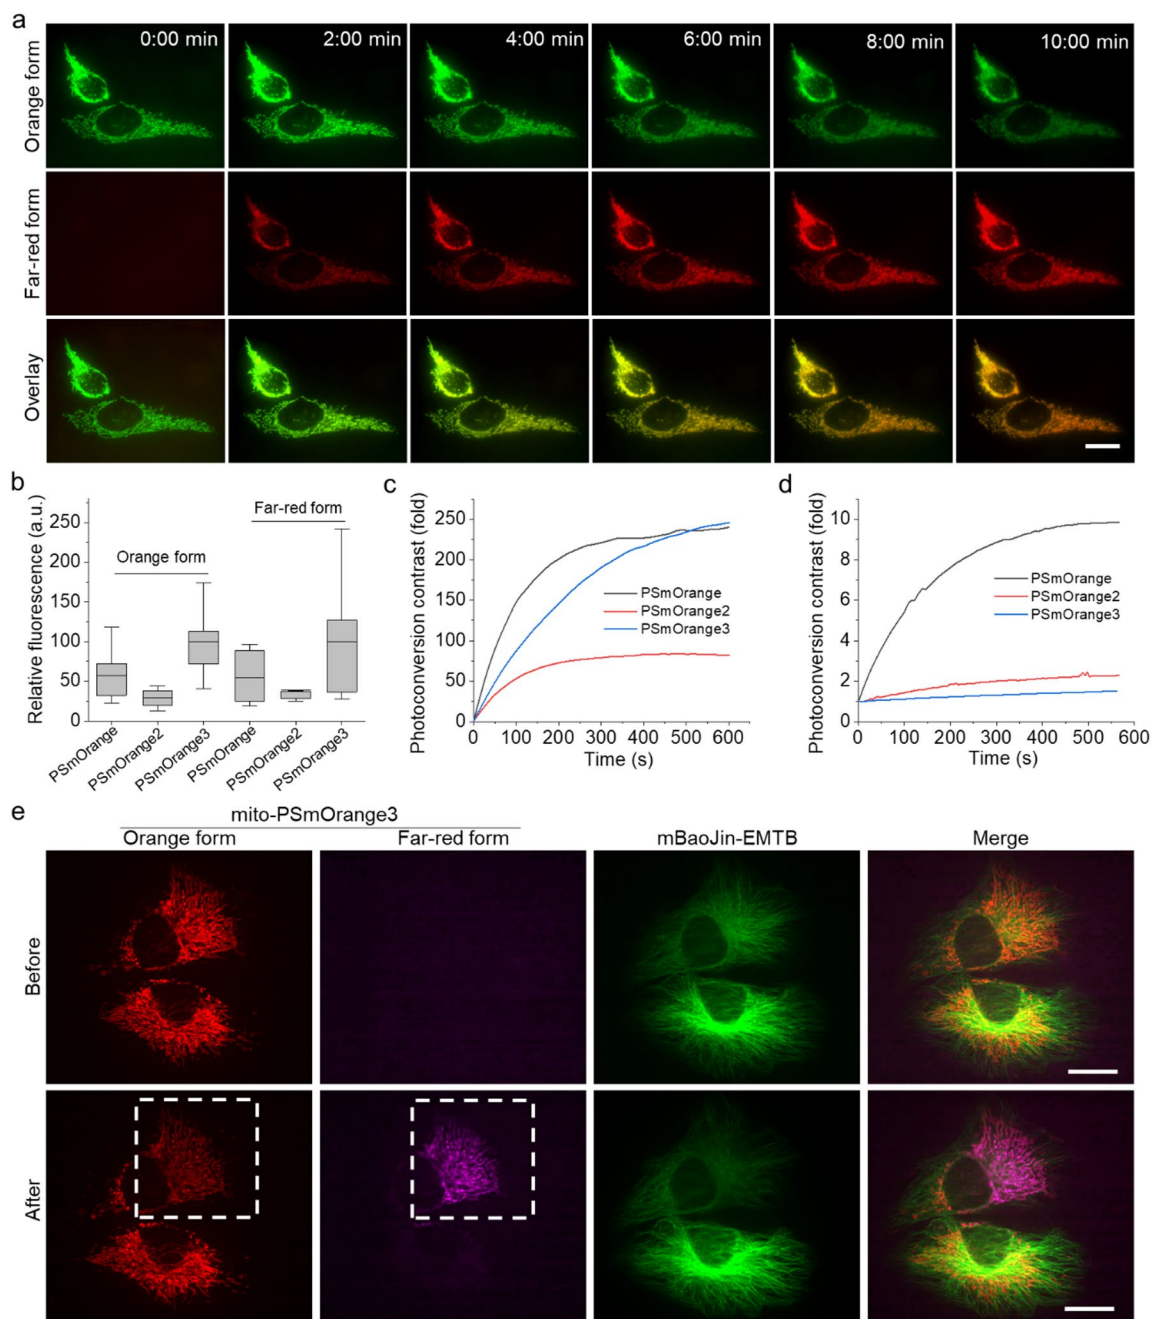 a
0:00 min
2:00 min
4:00 min
6:00 min
8:00 min
10:00 min
Orange form
Far-red form
Overlay
b
Relative fluorescence (a.u.)
250
200
150
100
50
0
Orange form
Far-red form
PSmOrange
PSmOrange2
PSmOrange3
PSmOrange
PSmOrange2
PSmOrange3
c
Photoconversion contrast (fold)
250
200
150
100
50
0
PSmOrange
PSmOrange2
PSmOrange3
0 100 200 300 400 500 600
Time (s)
d
Photoconversion contrast (fold)
10
8
6
4
2
0
PSmOrange
PSmOrange2
PSmOrange3
0 100 200 300 400 500 600
Time (s)
e
mito-PSmOrange3
Orange form
Far-red form
mBaoJin-EMTB
Merge
Before
After